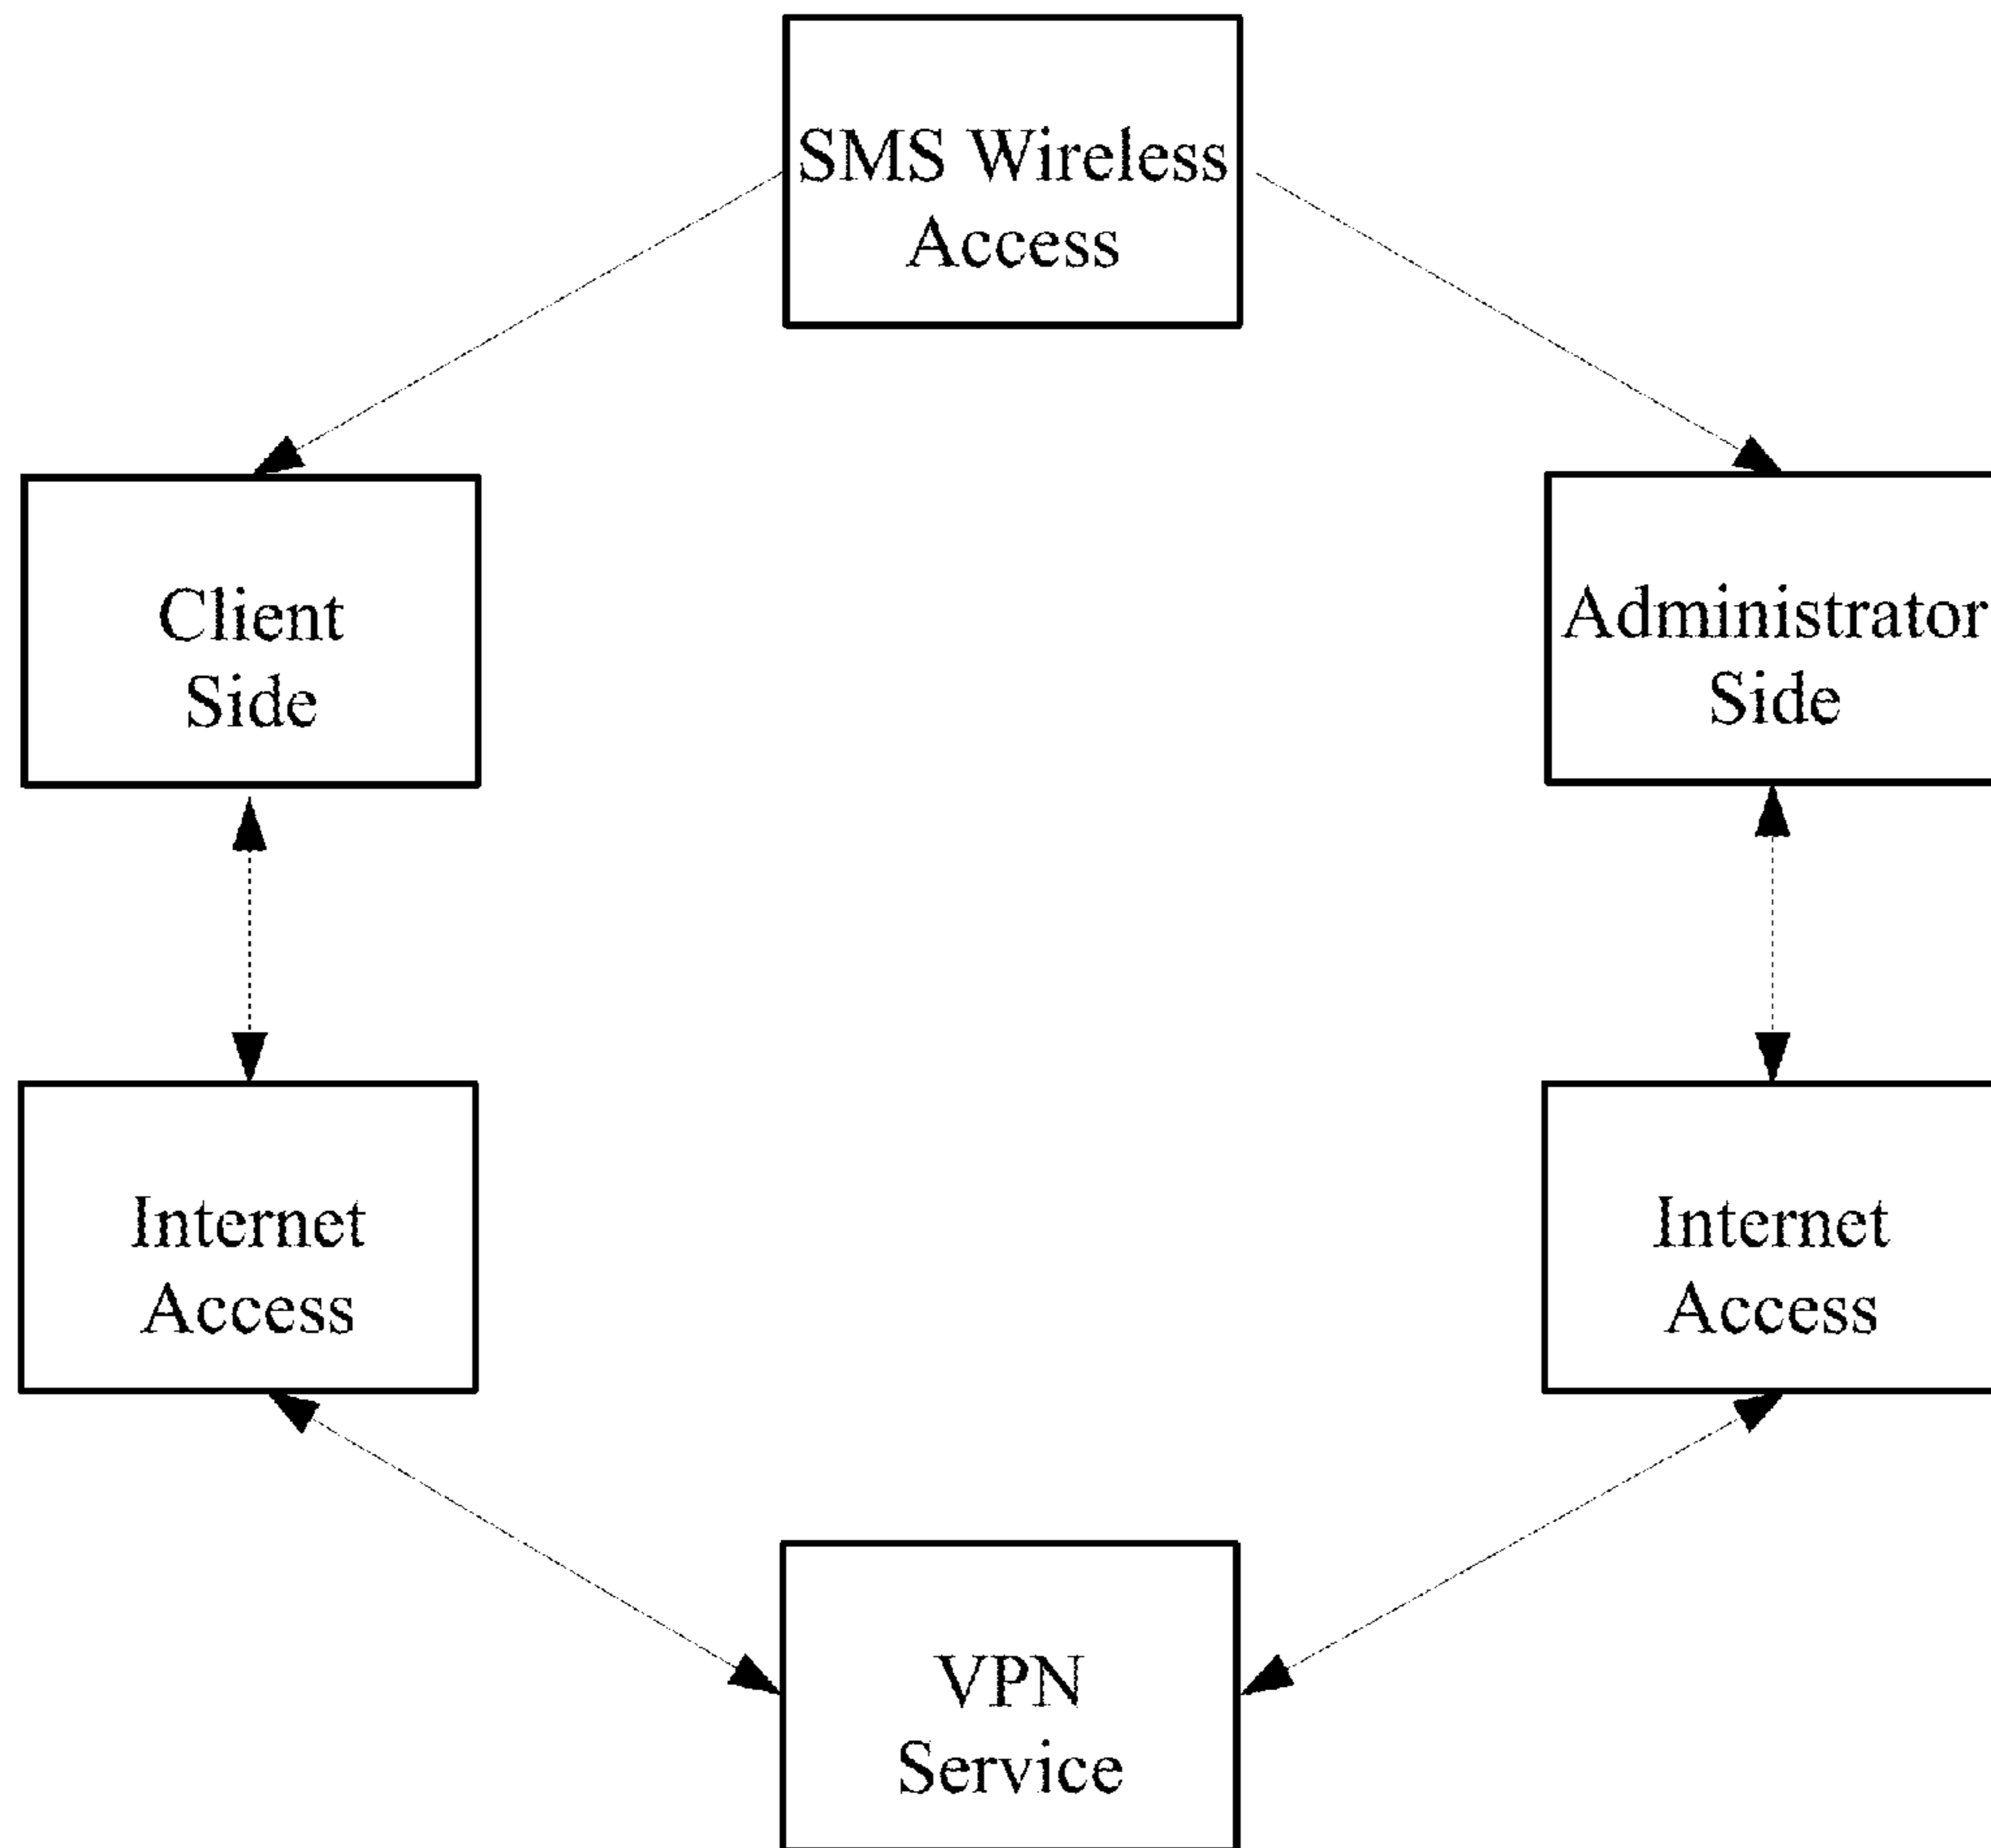 SMS Wireless
Access
Client
Side
Administrator
Side
Internet
Access
Internet
Access
VPN
Service